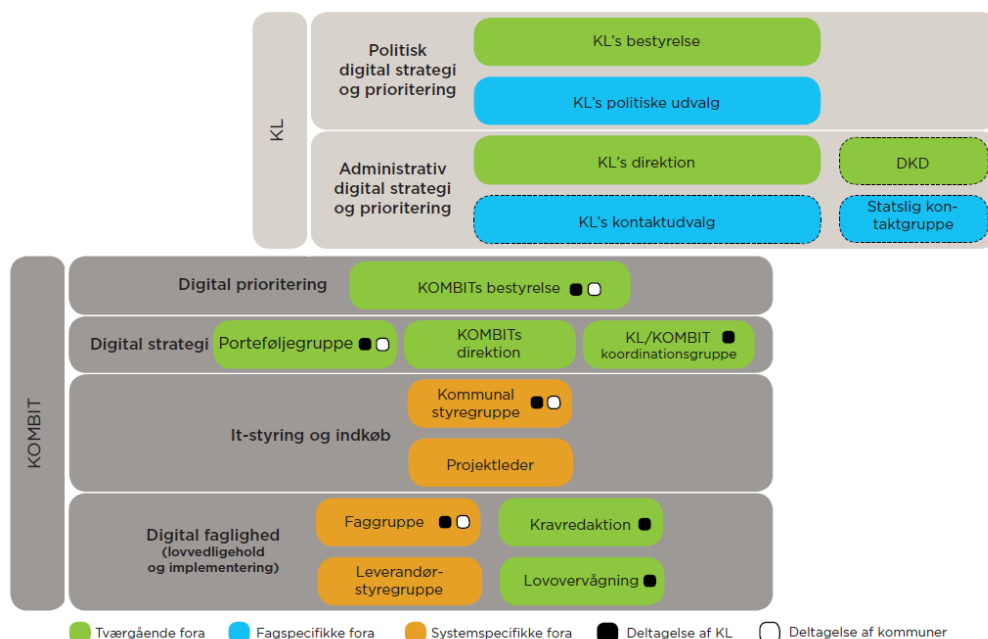 KL
Politisk
digital strategi
og prioritering
KL's bestyrelse
KL's politiske udvalg
Administrativ
digital strategi
og prioritering
KL's direktion
DKD
KL's kontaktudvalg
Statslig kon-
taktgruppe
KOMBIT
Digital prioritering
KOMBITs bestyrelse
Digital strategi
Porteføljegruppe
KOMBITs
direktion
KL/KOMBIT
koordinationsgruppe
It-styring og indkøb
Kommunal
styregruppe
Projektleder
Digital faglighed
(lovvedligehold
og implementering)
Faggruppe
Kravredaktion
Leverandør-
styregruppe
Lovovervågning
Tværgående fora
Fagspecifikke fora
Systemspecifikke fora
Deltagelse af KL
Deltagelse af kommuner